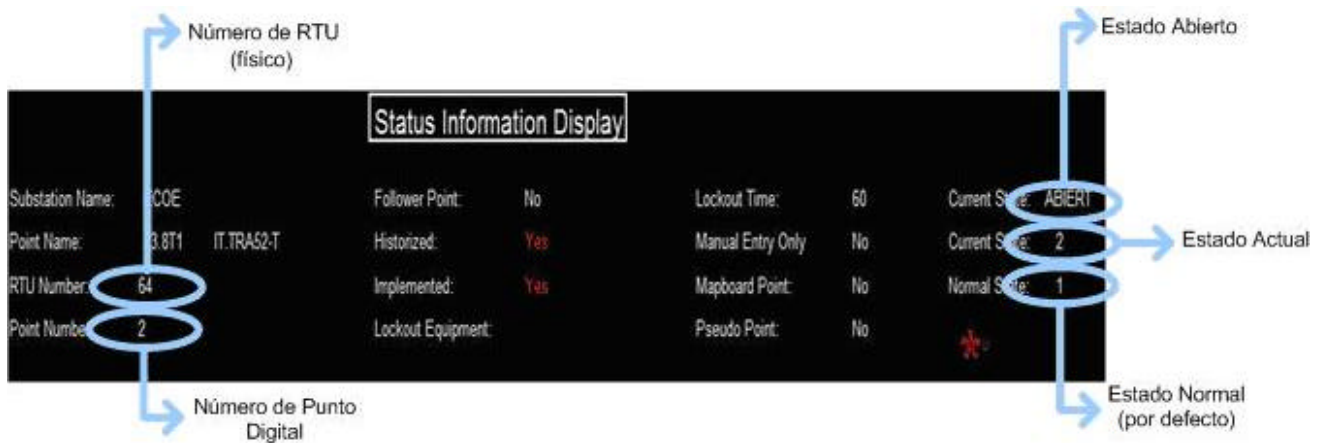 Número de RTU
(físico)
Estado Abierto
Status Information Display
Substation Name: COE Follower Point: No Lockout Time: 60 Current State: ABIERT
Point Name: 3.8T1 IT.TRA52-T Historized: Yes Manual Entry Only No Current State: 2
Estado Actual
RTU Number: 64 Implemented: Yes Mapboard Point: No Normal State: 1
Point Numbe 2 Lockout Equipment: Pseudo Point: No
*
Número de Punto
Digital
Estado Normal
(por defecto)